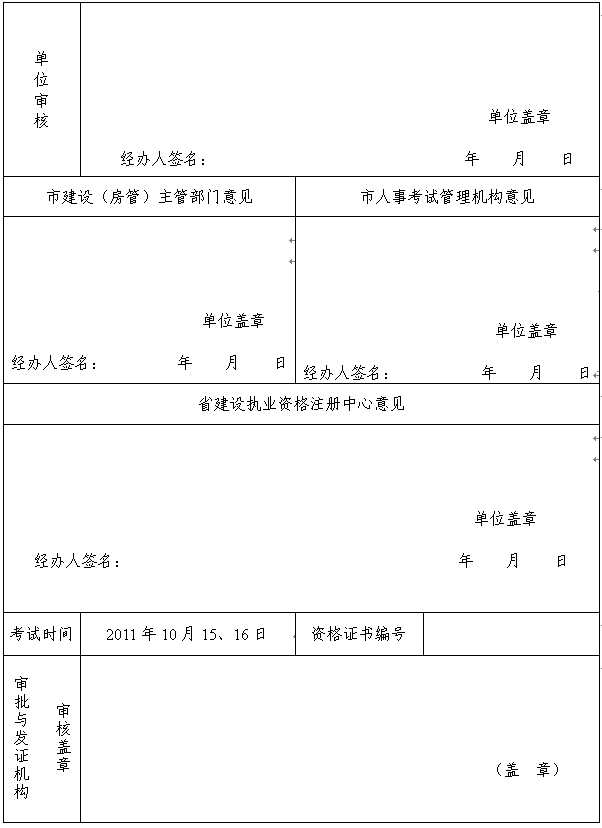 单位审核
单位盖章
经办人签名： 年 月 日
市建设（房管）主管部门意见 市人事考试管理机构意见
单位盖章
经办人签名： 年 月 日
单位盖章
经办人签名： 年 月 日
省建设执业资格注册中心意见
单位盖章
经办人签名： 年 月 日
考试时间 2011年10月15、16日 资格证书编号
审批与发证机构
审核盖章
（盖 章）